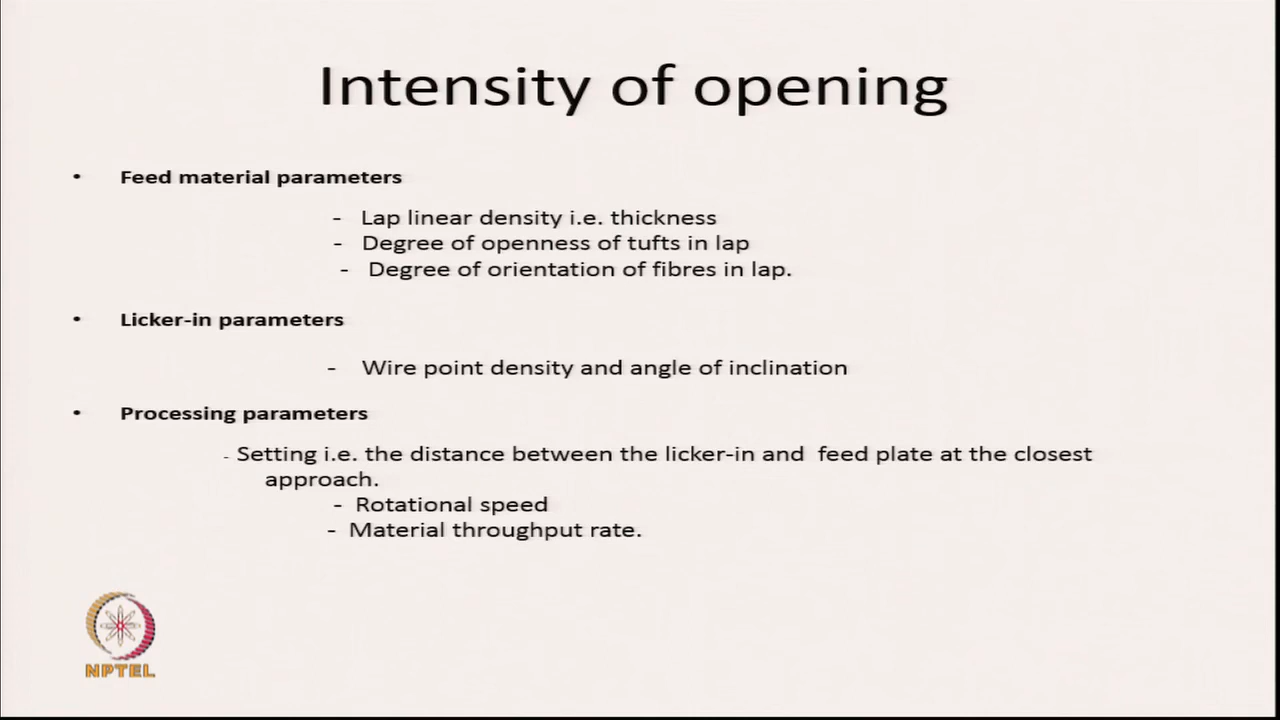 Intensity of opening
• Feed material parameters
- Lap linear density i.e. thickness
- Degree of openness of tufts in lap
- Degree of orientation of fibres in lap.
• Licker-in parameters
- Wire point density and angle of inclination
• Processing parameters
- Setting i.e. the distance between the licker-in and feed plate at the closest
approach.
- Rotational speed
- Material throughput rate.
NPTEL